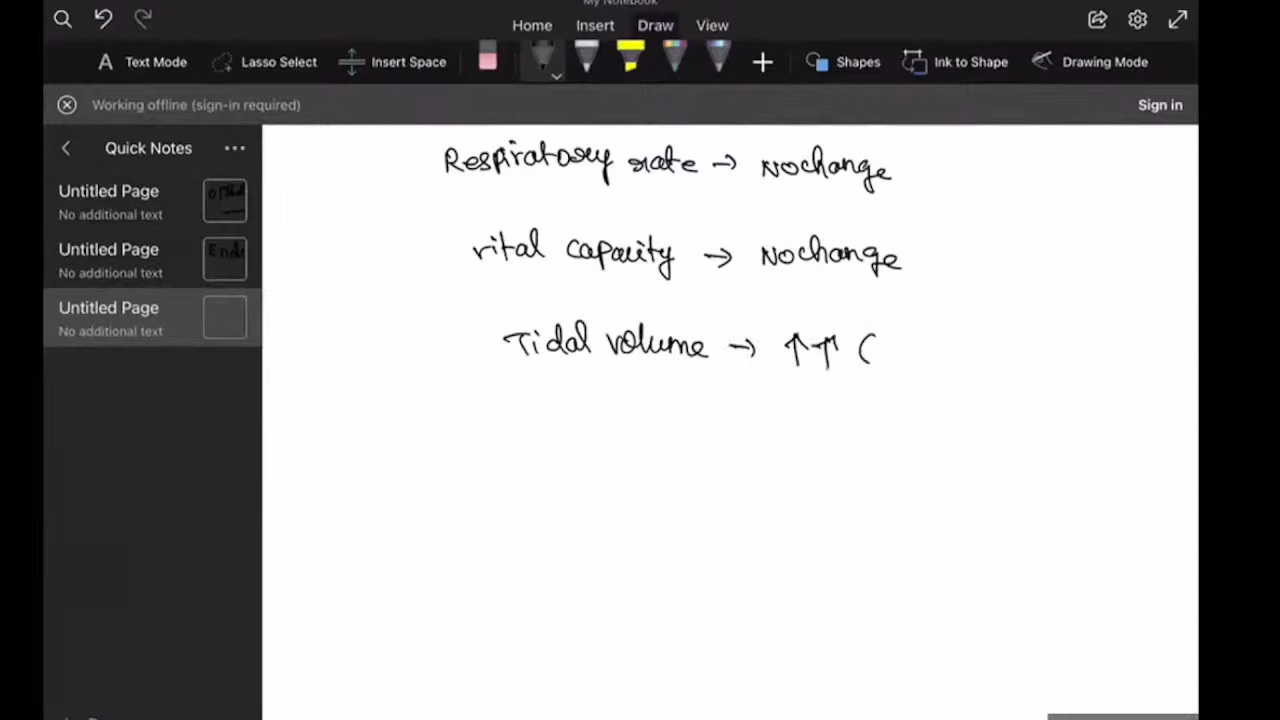 My Notebook
Home Insert Draw View
Text Mode Lasso Select Insert Space Shapes Ink to Shape Drawing Mode
Working offline (sign-in required) Sign in
Quick Notes
Untitled Page
No additional text
Untitled Page
No additional text
Untitled Page
No additional text
Respiratory rate → Nochange
vital capacity → Nochange
Tidal volume → ↑↑ (